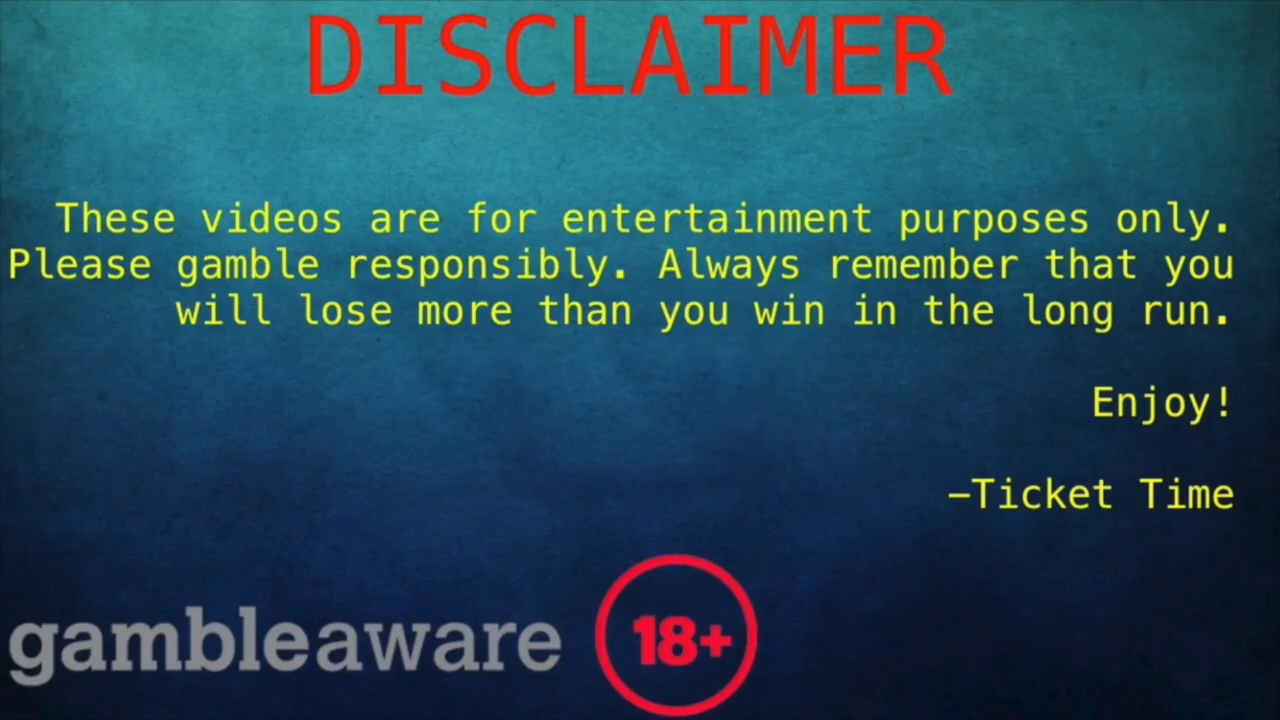 DISCLAIMER
These videos are for entertainment purposes only.
Please gamble responsibly. Always remember that you
will lose more than you win in the long run.
Enjoy!
–Ticket Time
gambleaware
18+